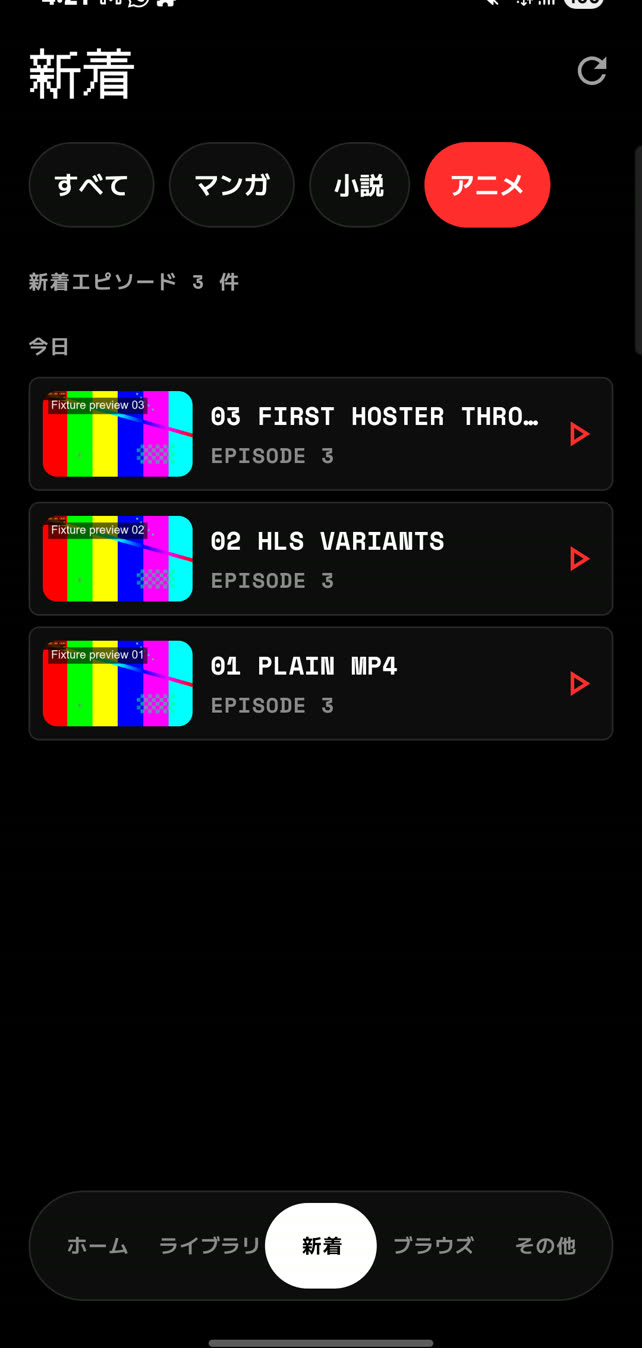 新着
すべて マンガ 小説 アニメ
新着エピソード 3 件
今日
Fixture preview 03
03 FIRST HOSTER THRO…
EPISODE 3
Fixture preview 02
02 HLS VARIANTS
EPISODE 3
Fixture preview 01
01 PLAIN MP4
EPISODE 3
ホーム ライブラリ 新着 ブラウズ その他